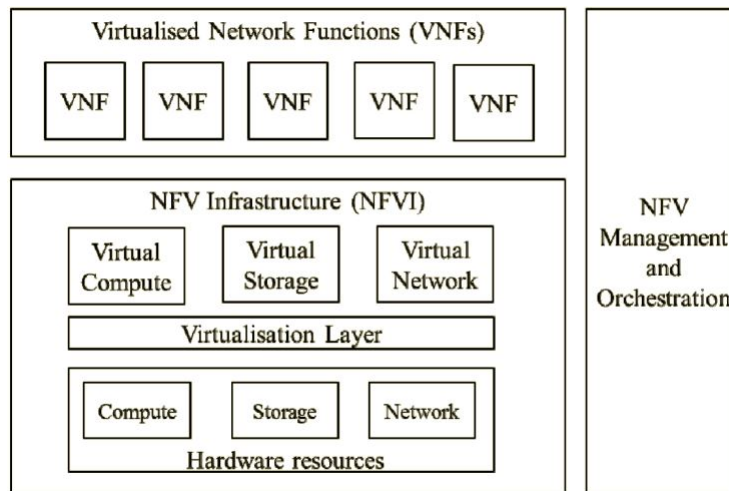 Virtualised Network Functions (VNFs)
VNF VNF VNF VNF VNF
NFV Infrastructure (NFVI)
Virtual Compute
Virtual Storage
Virtual Network
Virtualisation Layer
Compute Storage Network
Hardware resources
NFV
Management
and
Orchestration